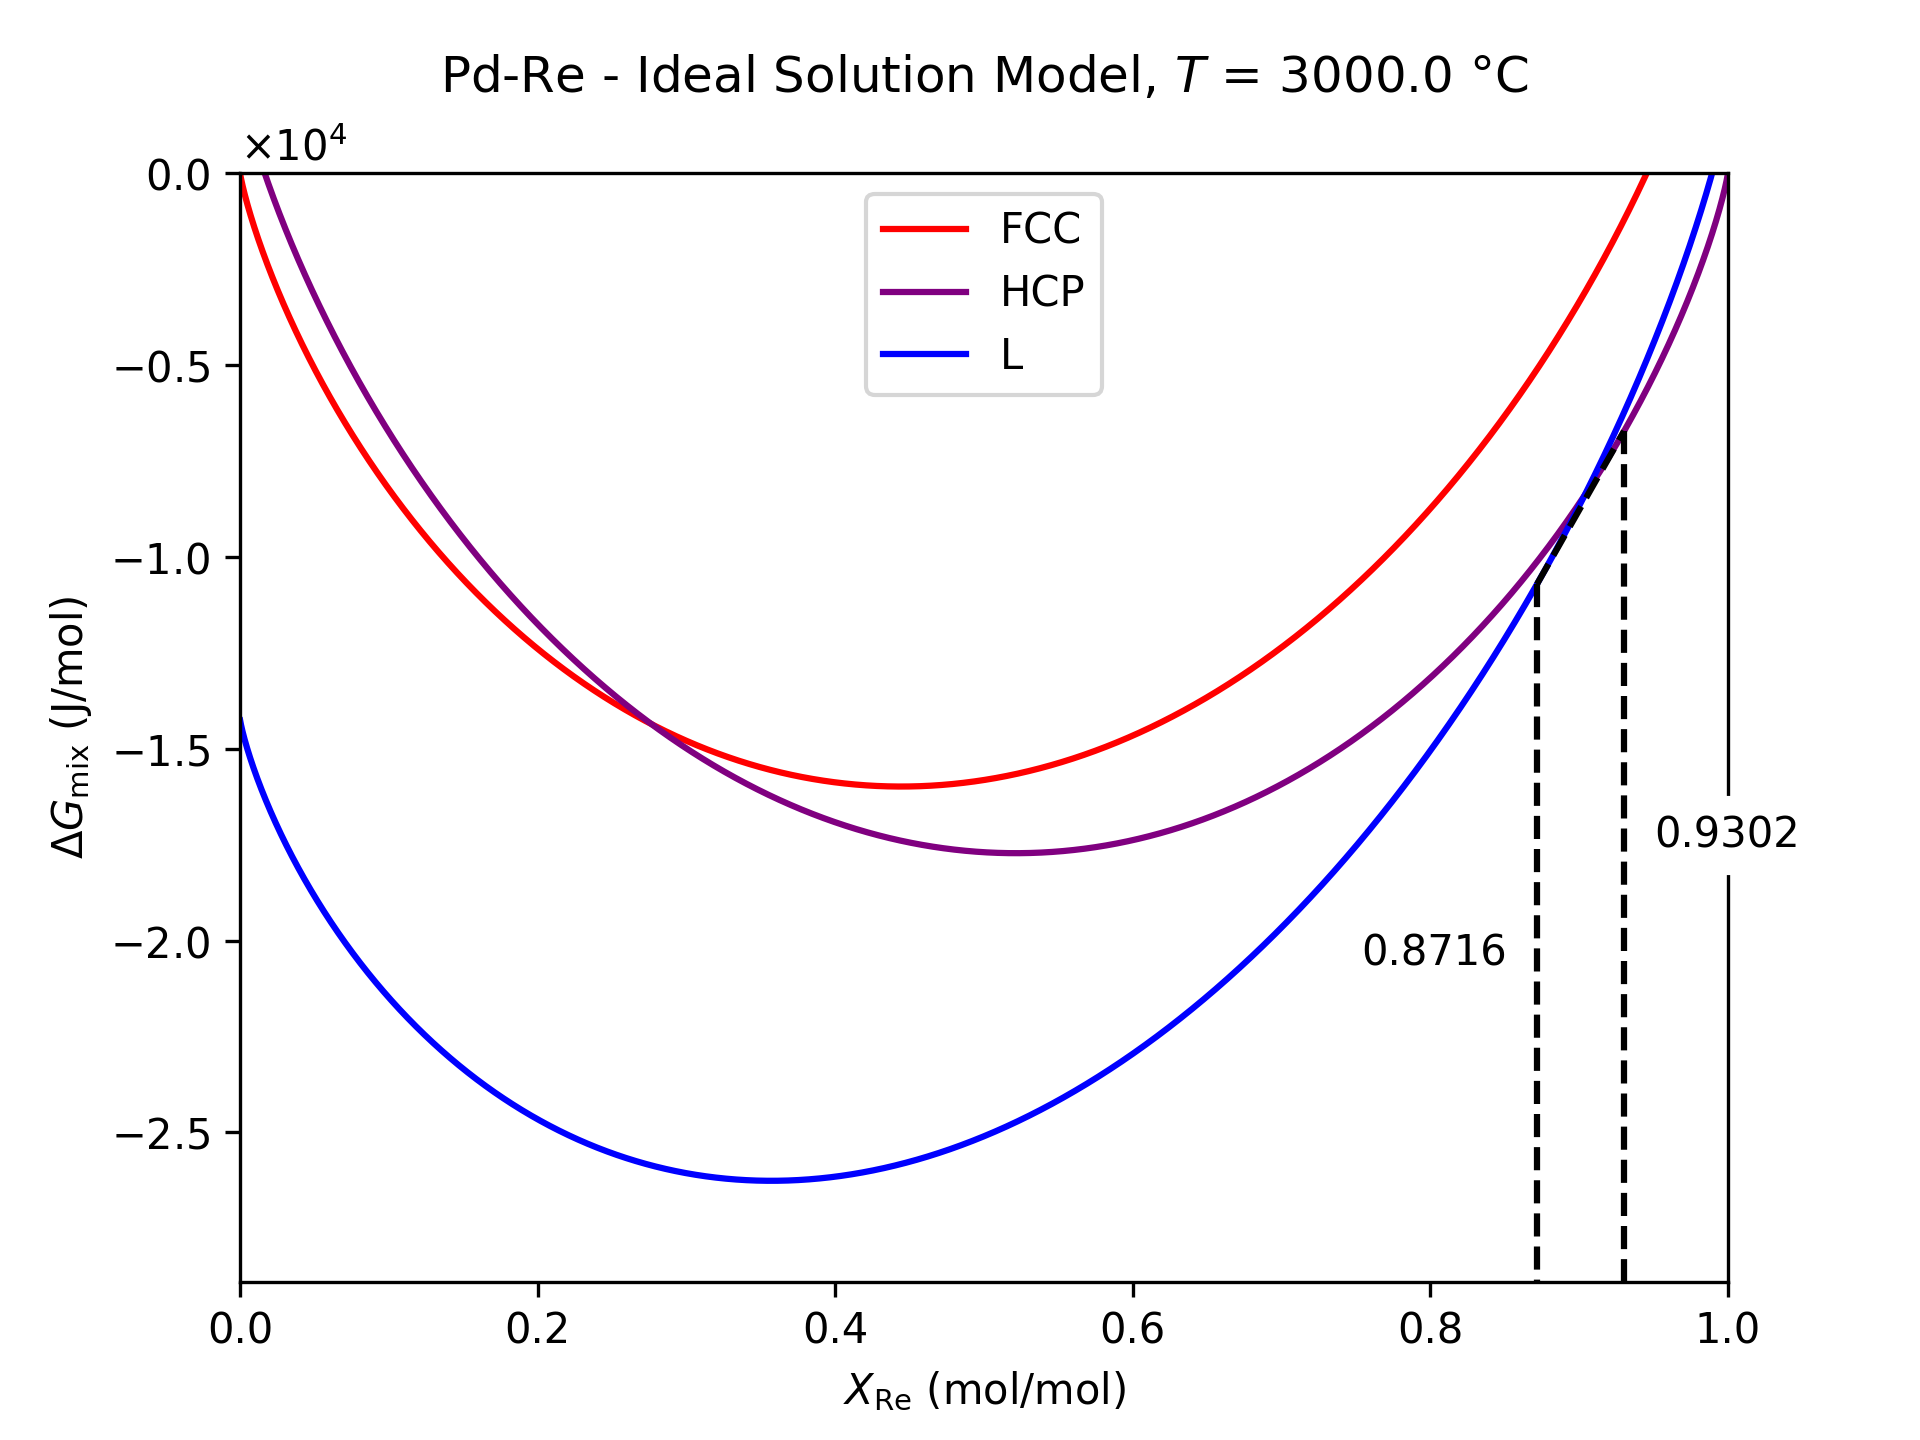 Pd-Re - Ideal Solution Model, T = 3000.0 °C
×10⁴
0.0
−0.5
−1.0
−1.5
−2.0
−2.5
ΔGmix (J/mol)
FCC
HCP
L
0.9302
0.8716
0.0 0.2 0.4 0.6 0.8 1.0
XRe (mol/mol)